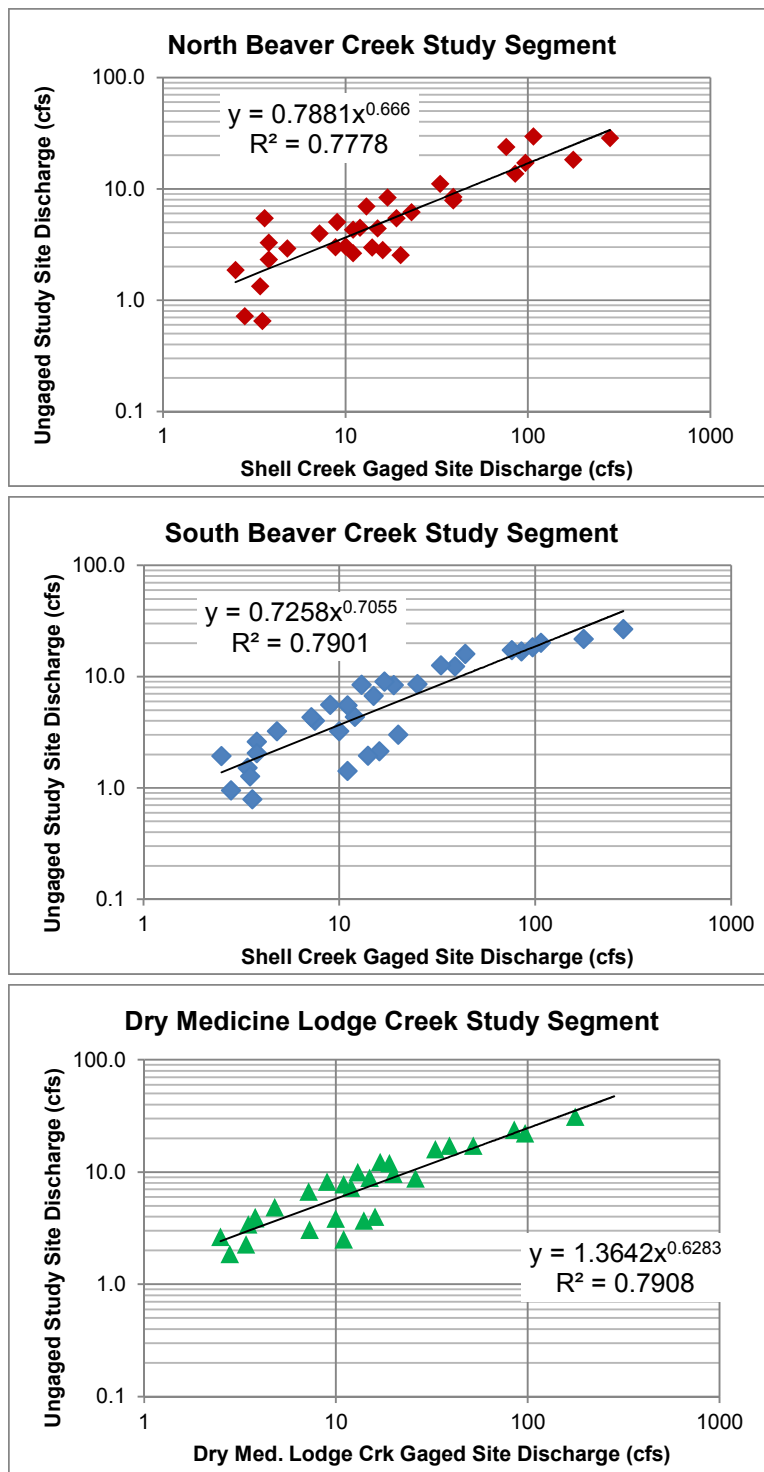 North Beaver Creek Study Segment
Ungaged Study Site Discharge (cfs)
100.0
10.0
1.0
0.1
y = 0.7881x^0.666
R² = 0.7778
1
10
100
1000
Shell Creek Gaged Site Discharge (cfs)
South Beaver Creek Study Segment
Ungaged Study Site Discharge (cfs)
100.0
10.0
1.0
0.1
y = 0.7258x^0.7055
R² = 0.7901
1
10
100
1000
Shell Creek Gaged Site Discharge (cfs)
Dry Medicine Lodge Creek Study Segment
Ungaged Study Site Discharge (cfs)
100.0
10.0
1.0
0.1
y = 1.3642x^0.6283
R² = 0.7908
1
10
100
1000
Dry Med. Lodge Crk Gaged Site Discharge (cfs)